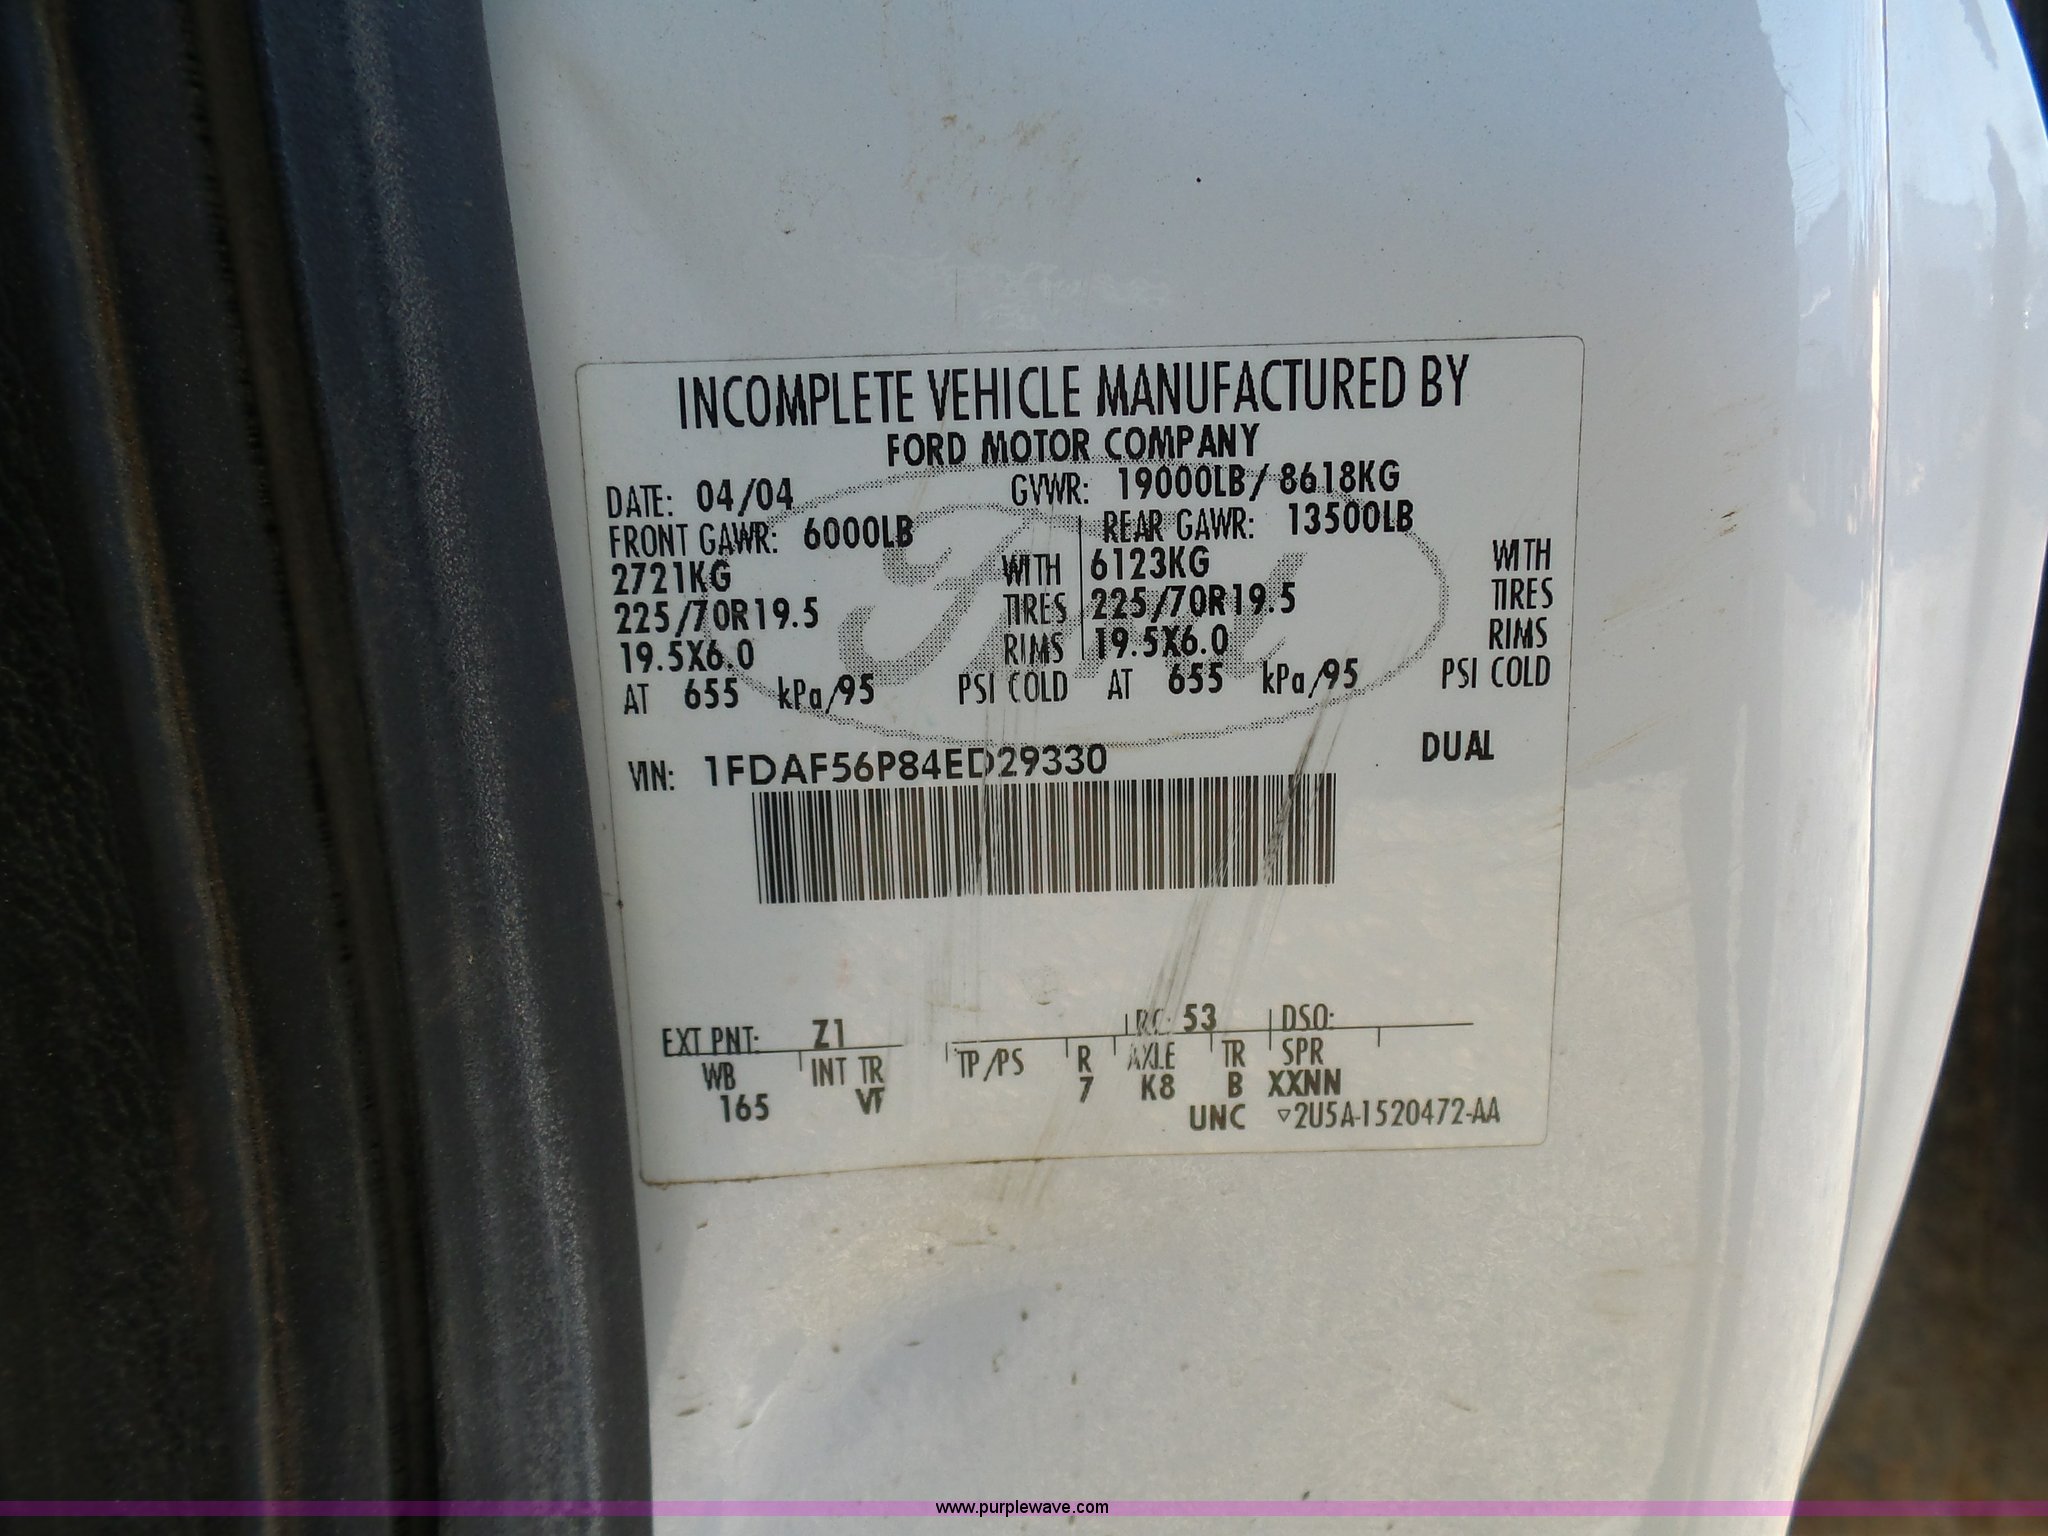 INCOMPLETE VEHICLE MANUFACTURED BY
FORD MOTOR COMPANY
DATE: 04/04 GVWR: 19000LB/ 8618KG
FRONT GAWR: 6000LB REAR GAWR: 13500LB
2721KG WITH 6123KG WITH
225/70R19.5 TIRES 225/70R19.5 TIRES
19.5X6.0 RIMS 19.5X6.0 RIMS
AT 655 kPa/95 PSI COLD AT 655 kPa/95 PSI COLD
VIN: 1FDAF56P84ED29330 DUAL
EXT PNT: Z1 RC: 53 DSO:
WB INT TR TP/PS R AXLE TR SPR
165 VF 7 K8 B XXNN
UNC ▽2U5A-1520472-AA
Ford
www.purplewave.com